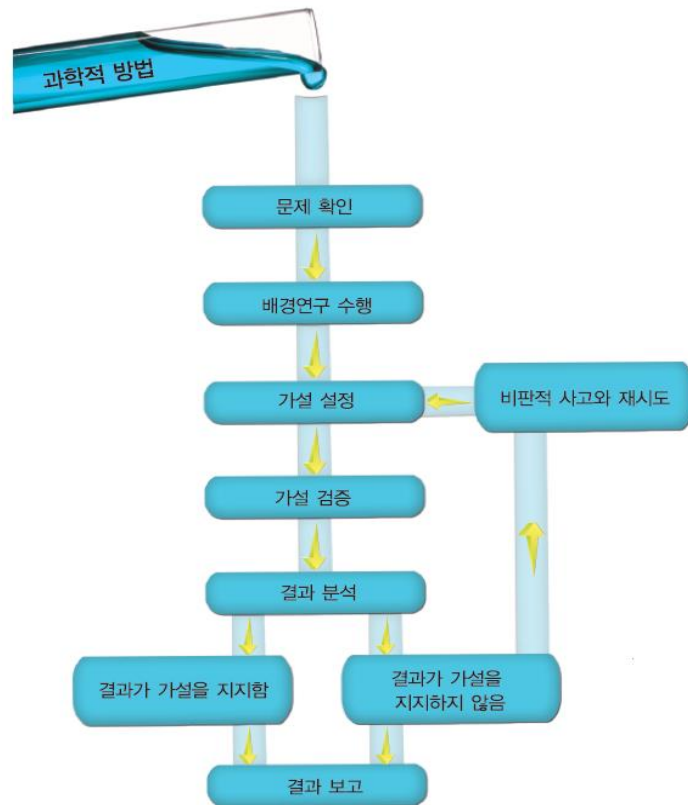 과학적 방법
문제 확인
배경연구 수행
가설 설정
비판적 사고와 재시도
가설 검증
결과 분석
결과가 가설을 지지함
결과가 가설을
지지하지 않음
결과 보고